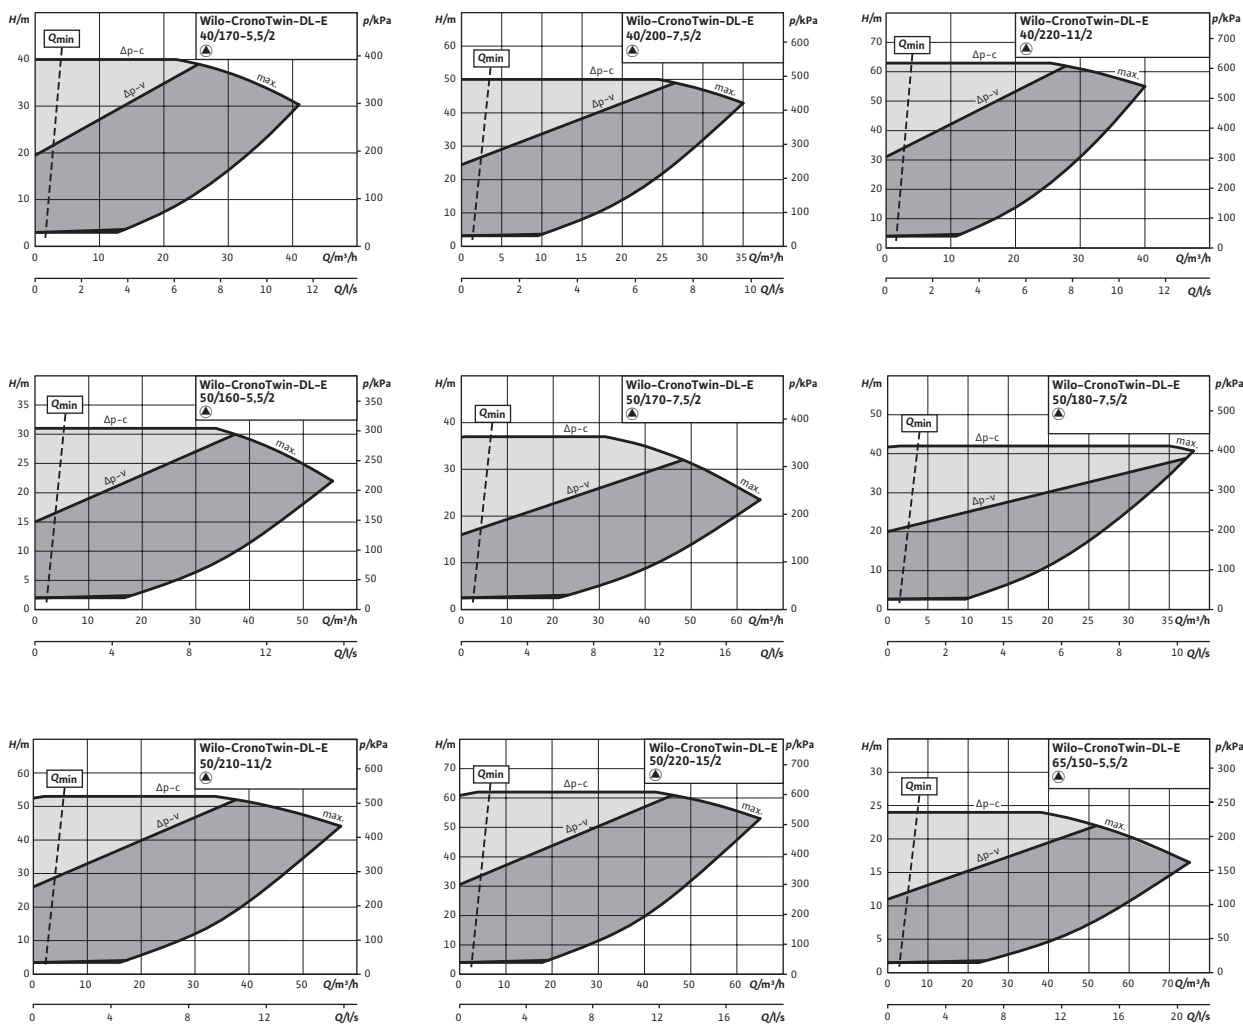 H/m
Wilo-CronoTwin-DL-E
40/170-5,5/2
p/kPa
Qmin
Δp-c
Δp-v
max.
40
30
20
10
0
400
300
200
100
0
0 10 20 30 40 Q/m³/h
0 2 4 6 8 10 12 Q/l/s
H/m
Wilo-CronoTwin-DL-E
40/200-7,5/2
p/kPa
Qmin
Δp-c
Δp-v
max.
60
50
40
30
20
10
0
600
500
400
300
200
100
0
0 5 10 15 20 25 30 35 Q/m³/h
0 2 4 6 8 10 Q/l/s
H/m
Wilo-CronoTwin-DL-E
40/220-11/2
p/kPa
Qmin
Δp-c
Δp-v
max.
70
60
50
40
30
20
10
0
700
600
500
400
300
200
100
0
0 10 20 30 40 Q/m³/h
0 2 4 6 8 10 12 Q/l/s
H/m
Wilo-CronoTwin-DL-E
50/160-5,5/2
p/kPa
Qmin
Δp-c
Δp-v
max.
35
30
25
20
15
10
5
0
350
300
250
200
150
100
50
0
0 10 20 30 40 50 Q/m³/h
0 4 8 12 Q/l/s
H/m
Wilo-CronoTwin-DL-E
50/170-7,5/2
p/kPa
Qmin
Δp-c
Δp-v
max.
40
30
20
10
0
400
300
200
100
0
0 10 20 30 40 50 60 Q/m³/h
0 4 8 12 16 Q/l/s
H/m
Wilo-CronoTwin-DL-E
50/180-7,5/2
p/kPa
Qmin
Δp-c
Δp-v
max.
50
40
30
20
10
0
500
400
300
200
100
0
0 5 10 15 20 25 30 35 Q/m³/h
0 2 4 6 8 10 Q/l/s
H/m
Wilo-CronoTwin-DL-E
50/210-11/2
p/kPa
Qmin
Δp-c
Δp-v
max.
60
50
40
30
20
10
0
600
500
400
300
200
100
0
0 10 20 30 40 50 Q/m³/h
0 4 8 12 Q/l/s
H/m
Wilo-CronoTwin-DL-E
50/220-15/2
p/kPa
Qmin
Δp-c
Δp-v
max.
70
60
50
40
30
20
10
0
700
600
500
400
300
200
100
0
0 10 20 30 40 50 60 Q/m³/h
0 4 8 12 16 Q/l/s
H/m
Wilo-CronoTwin-DL-E
65/150-5,5/2
p/kPa
Qmin
Δp-c
Δp-v
max.
30
25
20
15
10
5
0
300
250
200
150
100
50
0
0 10 20 30 40 50 60 70 Q/m³/h
0 4 8 12 16 20 Q/l/s